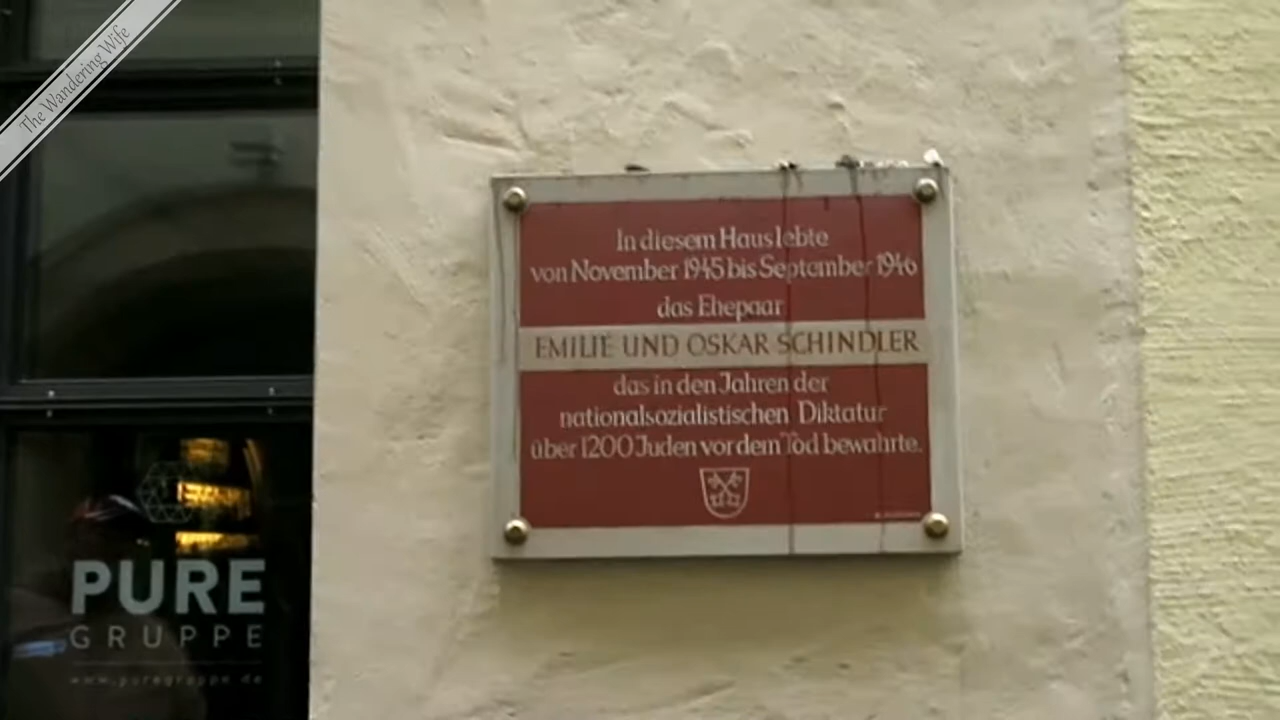 The Wandering Wife
In diesem Haus lebte
von November 1945 bis September 1946
das Ehepaar
EMILIE UND OSKAR SCHINDLER
das in den Jahren der
nationalsozialistischen Diktatur
über 1200 Juden vor dem Tod bewahrte.
PURE
GRUPPE
www.puregruppe.de